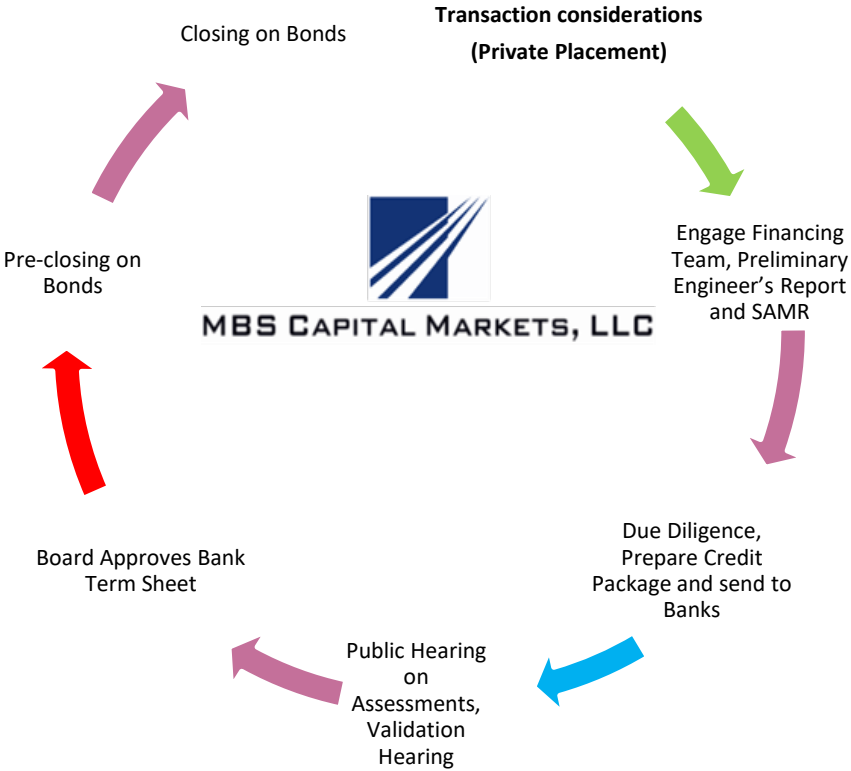 Transaction considerations
(Private Placement)
Engage Financing
Team, Preliminary
Engineer’s Report
and SAMR
Due Diligence,
Prepare Credit
Package and send to
Banks
Public Hearing
on
Assessments,
Validation
Hearing
Board Approves Bank
Term Sheet
Pre-closing on
Bonds
Closing on Bonds
MBS CAPITAL MARKETS, LLC